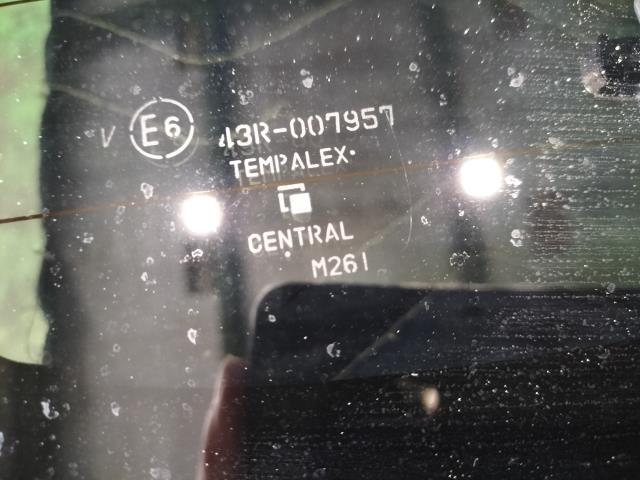 V E6 43R-007957
TEMPALEX
CENTRAL
M261